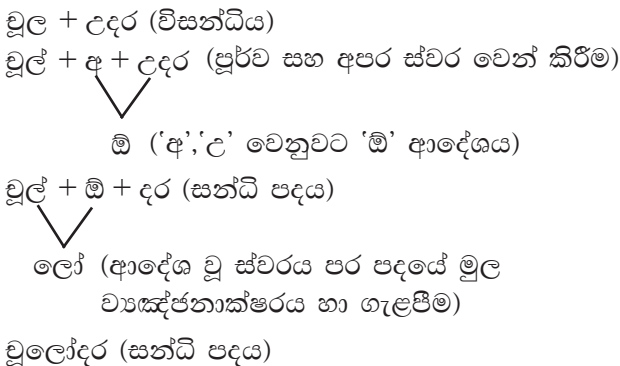 චූල + උදර (විසන්ධිය)
චූල් + අ + උදර (පූර්ව සහ අපර ස්වර වෙන් කිරීම)
ඕ ('අ','උ' වෙනුවට 'ඕ' ආදේශය)
චූල් + ඕ + දර (සන්ධි පදය)
ලෝ (ආදේශ වූ ස්වරය පර පදයේ මුල
ව්‍යඤ්ජනාක්ෂරය හා ගැළපීම)
චූලෝදර (සන්ධි පදය)